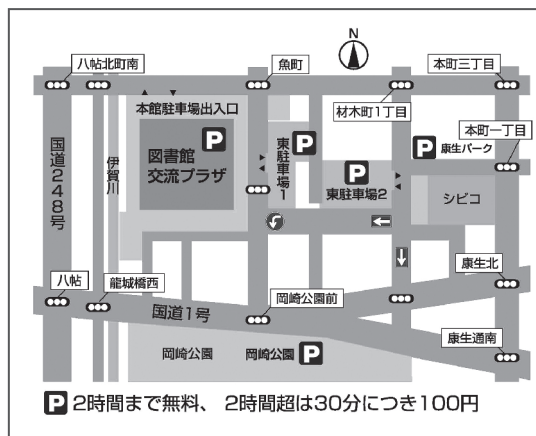 N
八帖北町南
魚町
本町三丁目
本館駐車場出入口
材木町1丁目
P
図書館
交流プラザ
P
東駐車場1
P
康生パーク
本町一丁目
国道248号
伊賀川
P
東駐車場2
シビコ
八帖
龍城橋西
国道1号
岡崎公園前
康生北
康生通南
岡崎公園
岡崎公園 P
P 2時間まで無料、2時間超は30分につき100円